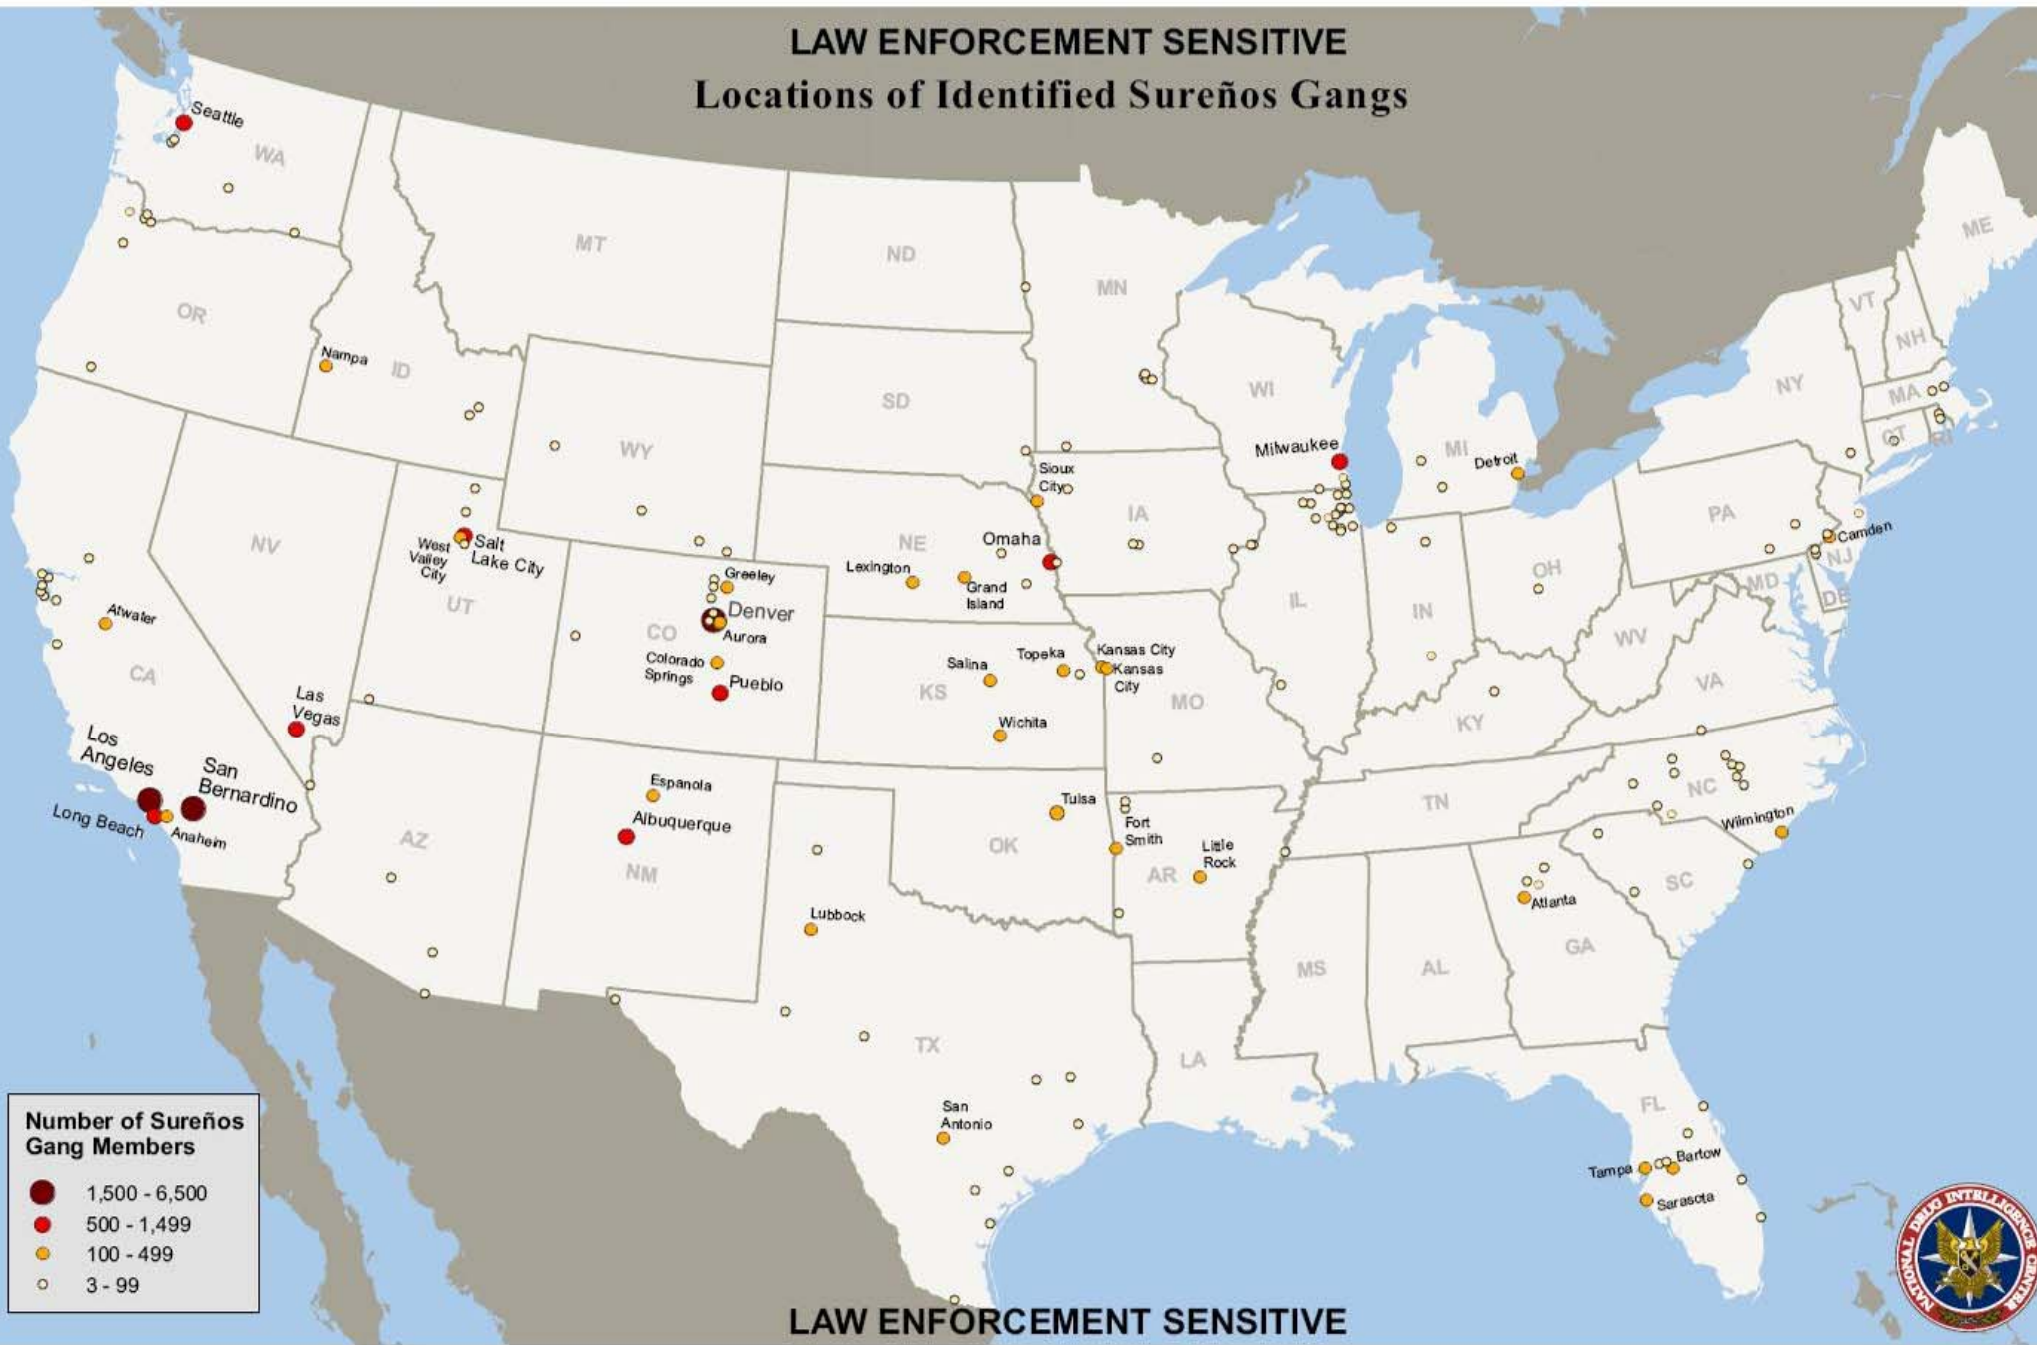 LAW ENFORCEMENT SENSITIVE
Locations of Identified Sureños Gangs
Seattle
WA
MT
ND
MN
ME
OR
VT
NH
Nampa
ID
SD
WI
NY
MA
WY
Milwaukee
MI
Detroit
CT
RI
Sioux
City
IA
PA
Camden
NV
West
Valley
City
Salt
Lake City
NE
Omaha
Lexington
Grand
Island
OH
NJ
MD
DE
Greeley
UT
Atwater
CO
Denver
Aurora
IL
IN
WV
Colorado
Springs
Pueblo
Salina
Topeka
Kansas City
Kansas
City
CA
KS
MO
VA
Las
Vegas
Wichita
KY
Los
Angeles
San
Bernardino
Long Beach
Anaheim
Espanola
Albuquerque
AZ
NM
Tulsa
OK
Fort
Smith
Little
Rock
AR
TN
NC
Wilmington
SC
Atlanta
GA
Lubbock
MS
AL
TX
LA
San
Antonio
FL
Tampa
Bartow
Sarasota
Number of Sureños
Gang Members
1,500 - 6,500
500 - 1,499
100 - 499
3 - 99
NATIONAL DRUG INTELLIGENCE CENTER
LAW ENFORCEMENT SENSITIVE